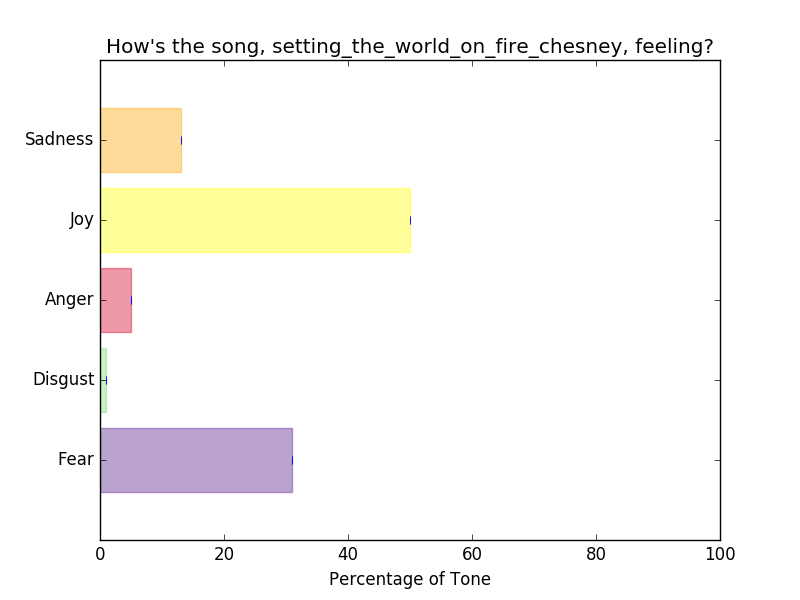 How's the song, setting_the_world_on_fire_chesney, feeling?
Sadness
Joy
Anger
Disgust
Fear
0 20 40 60 80 100
Percentage of Tone